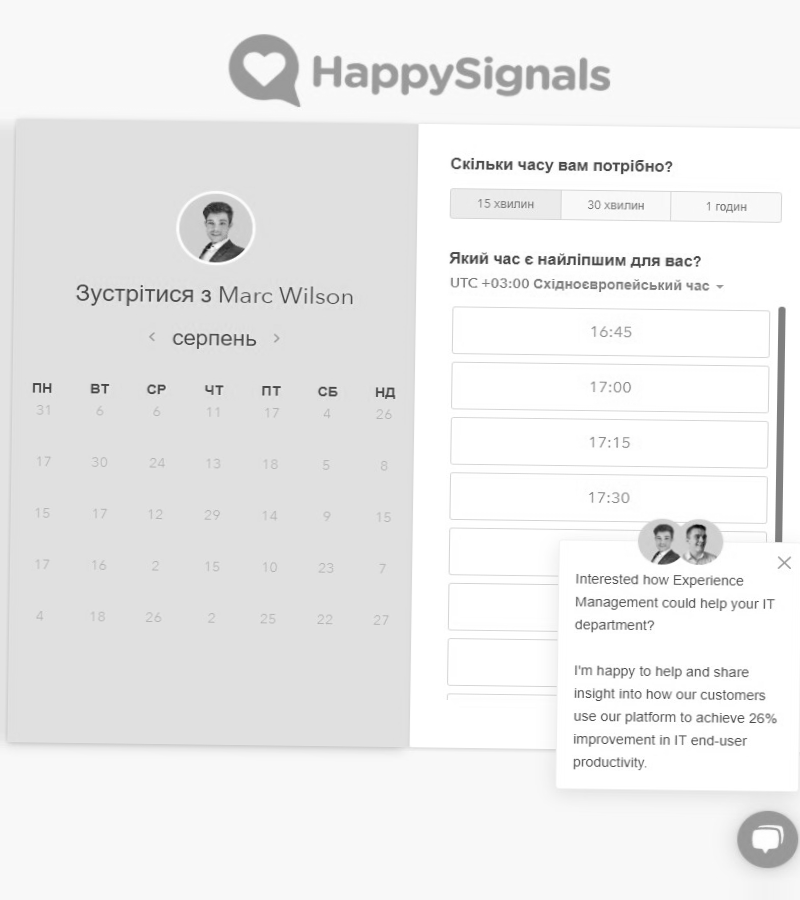 HappySignals
Зустрітися з Marc Wilson
серпень
ПН ВТ СР ЧТ ПТ СБ НД
31 6 6 11 17 4 26
17 30 24 13 18 5 8
15 17 12 29 14 9 15
17 16 2 15 10 23 7
4 18 26 2 25 22 27
Скільки часу вам потрібно?
15 хвилин 30 хвилин 1 годин
Який час є найліпшим для вас?
UTC +03:00 Східноєвропейський час
16:45
17:00
17:15
17:30
Interested how Experience
Management could help your IT
department?
I'm happy to help and share
insight into how our customers
use our platform to achieve 26%
improvement in IT end-user
productivity.